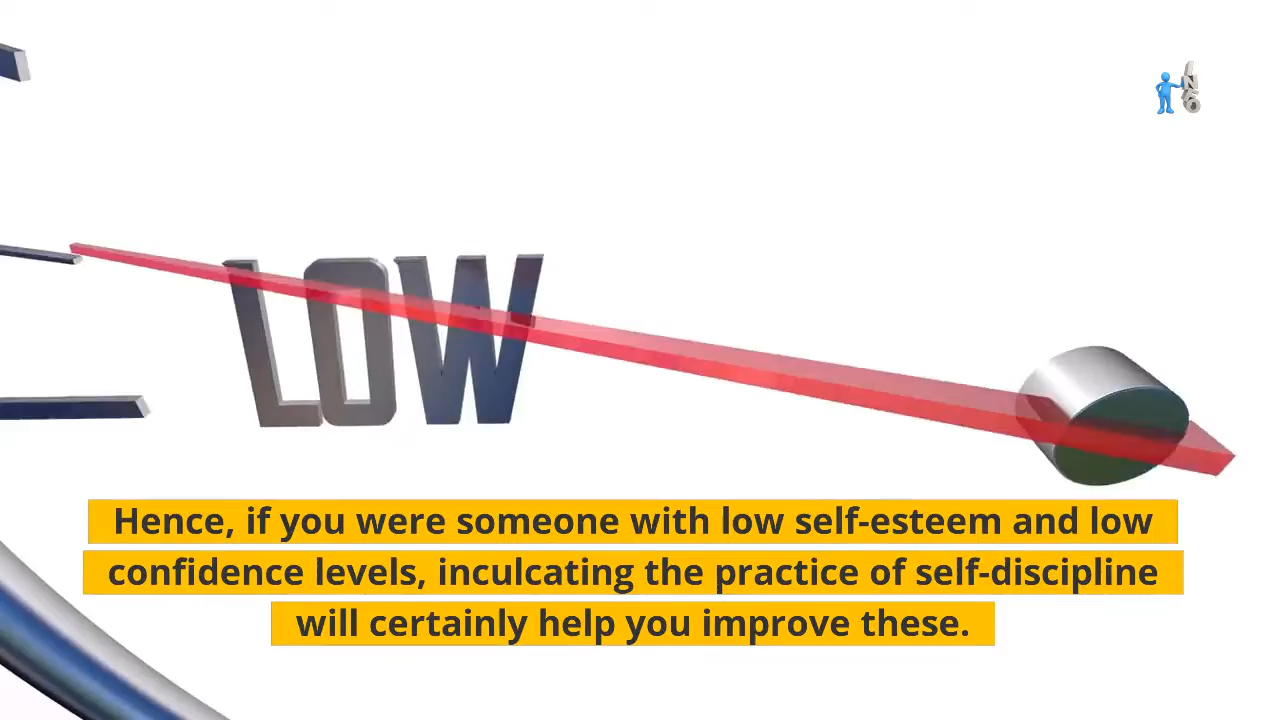 INFO
LOW
Hence, if you were someone with low self-esteem and low
confidence levels, inculcating the practice of self-discipline
will certainly help you improve these.